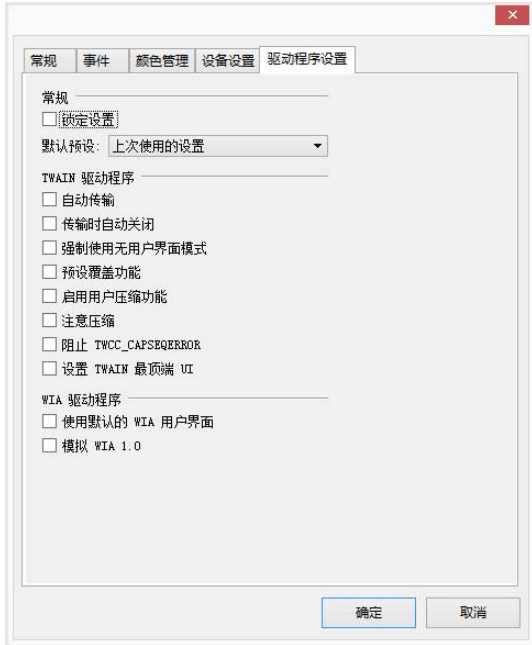 常规 事件 颜色管理 设备设置 驱动程序设置
常规
锁定设置
默认预设: 上次使用的设置
TWAIN 驱动程序
自动传输
传输时自动关闭
强制使用无用户界面模式
预设覆盖功能
启用用户压缩功能
注意压缩
阻止 TWCC_CAPSEQERROR
设置 TWAIN 最顶端 UI
WIA 驱动程序
使用默认的 WIA 用户界面
模拟 WIA 1.0
确定 取消